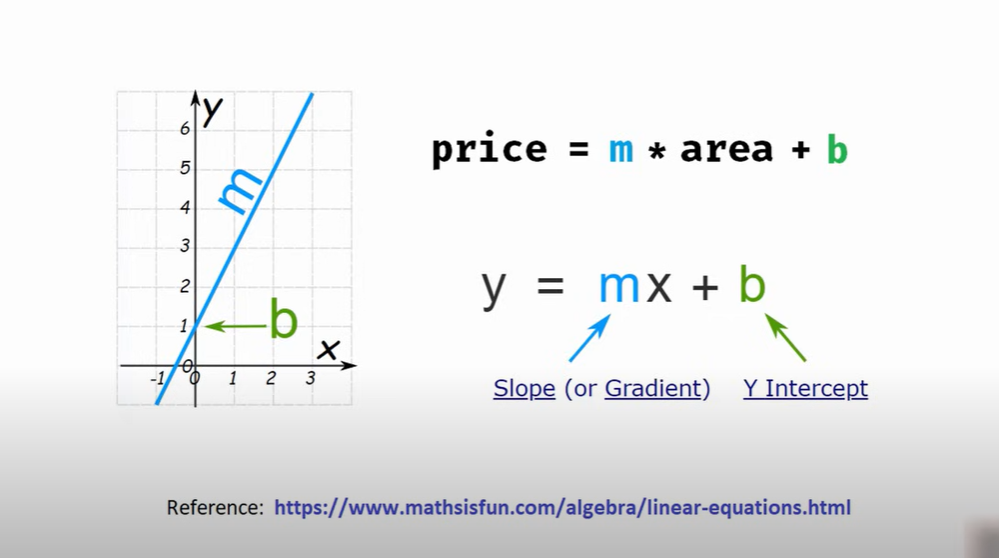 y
6
5
4
3
2
1
0
-1 0 1 2 3
x
m
b
price = m * area + b
y = mx + b
Slope (or Gradient) Y Intercept
Reference: https://www.mathsisfun.com/algebra/linear-equations.html